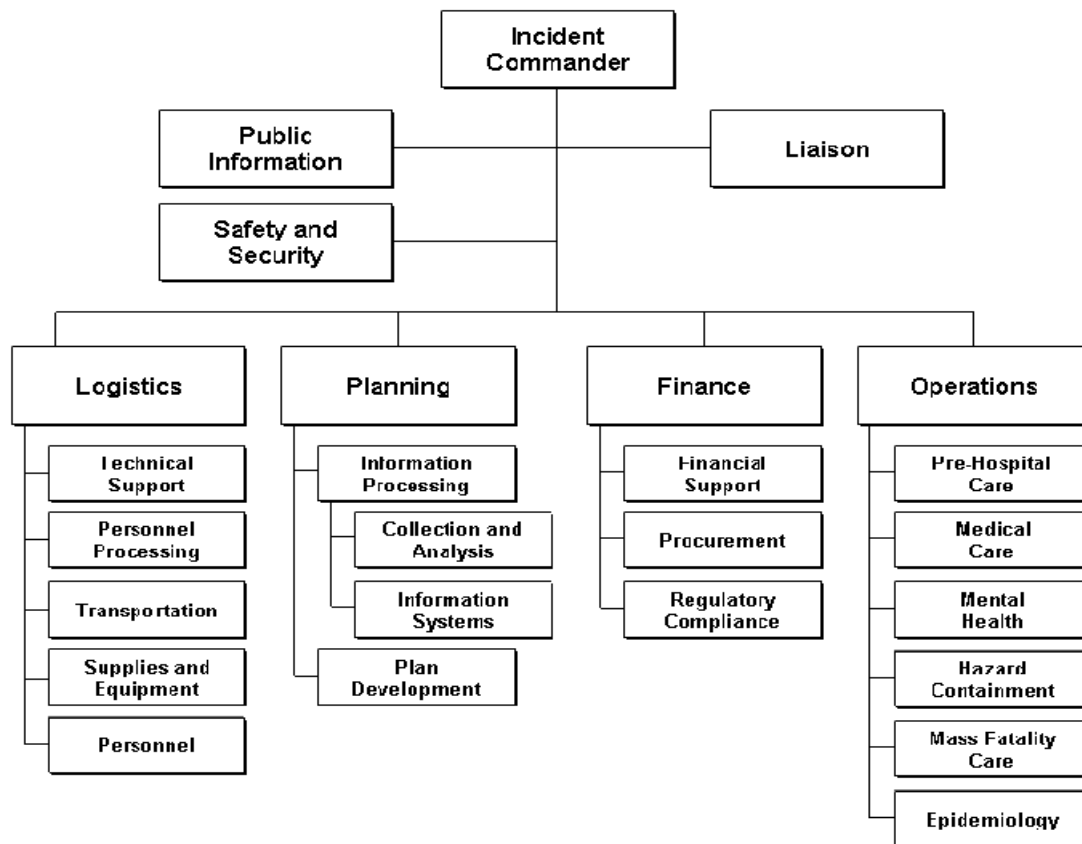 Incident
Commander
Public
Information
Liaison
Safety and
Security
Logistics
Planning
Finance
Operations
Technical
Support
Personnel
Processing
Transportation
Supplies and
Equipment
Personnel
Information
Processing
Collection and
Analysis
Information
Systems
Plan
Development
Financial
Support
Procurement
Regulatory
Compliance
Pre-Hospital
Care
Medical
Care
Mental
Health
Hazard
Containment
Mass Fatality
Care
Epidemiology